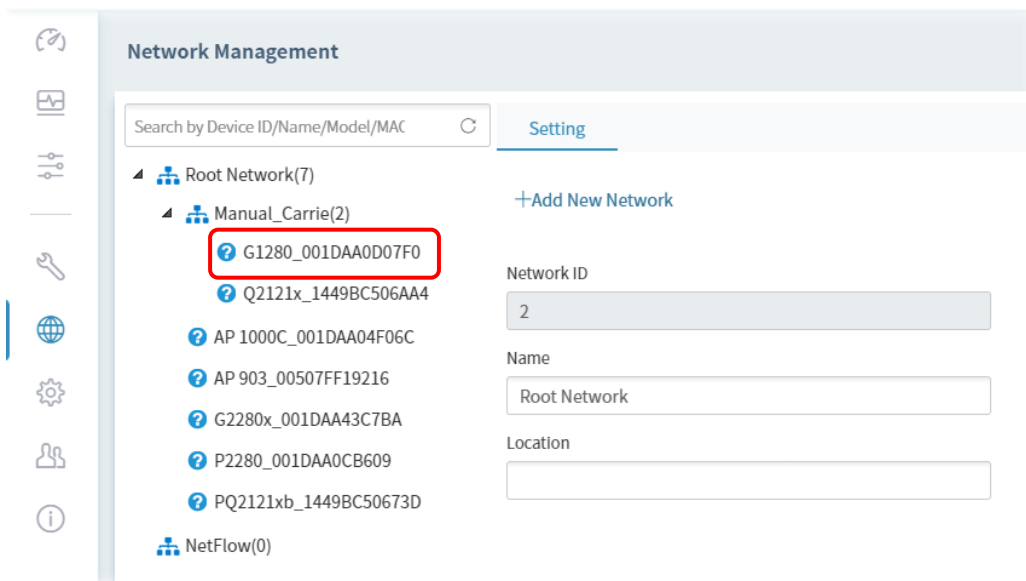 Network Management
Search by Device ID/Name/Model/MAC
Setting
Root Network(7)
Manual_Carrie(2)
G1280_001DAA0D07F0
Q2121x_1449BC506AA4
AP 1000C_001DAA04F06C
AP 903_00507FF19216
G2280x_001DAA43C7BA
P2280_001DAA0CB609
PQ2121xb_1449BC50673D
NetFlow(0)
+Add New Network
Network ID
2
Name
Root Network
Location